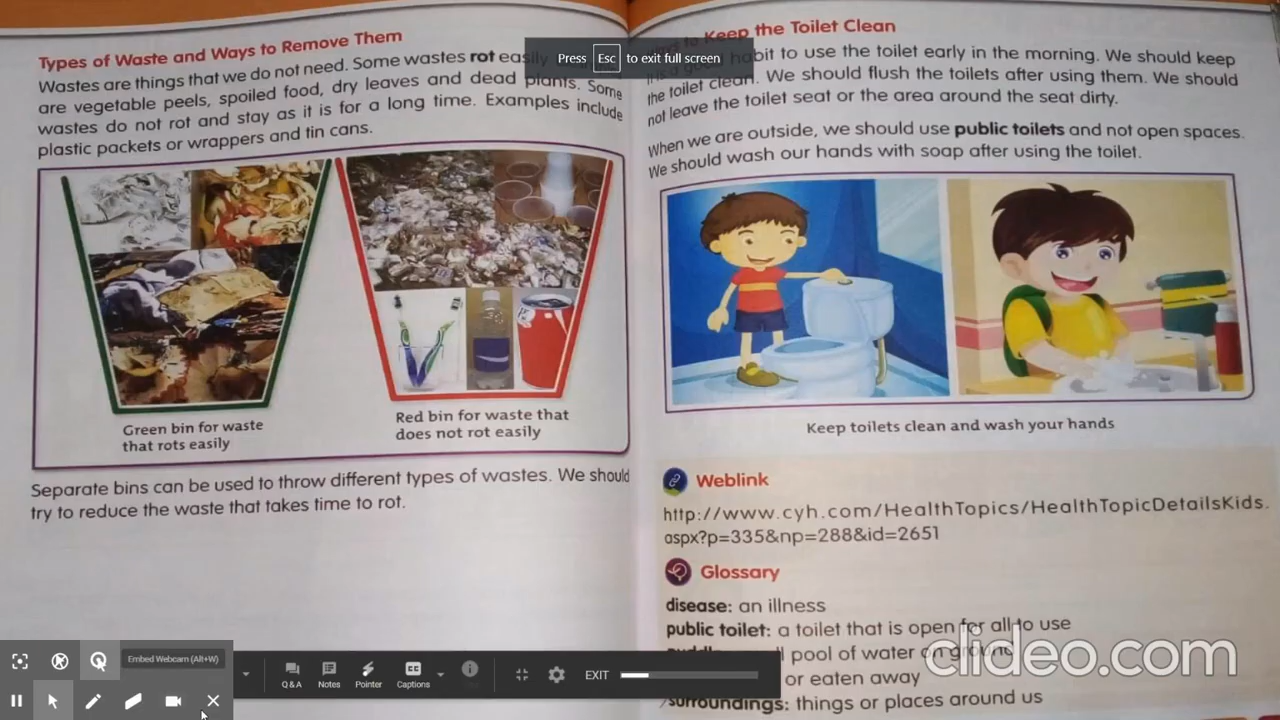 Types of Waste and Ways to Remove Them
Wastes are things that we do not need. Some wastes rot easily
are vegetable peels, spoiled food, dry leaves and dead plants. Some
wastes do not rot and stay as it is for a long time. Examples include
plastic packets or wrappers and tin cans.
Green bin for waste
that rots easily
Red bin for waste that
does not rot easily
Separate bins can be used to throw different types of wastes. We should
try to reduce the waste that takes time to rot.
to Keep the Toilet Clean
It is a good habit to use the toilet early in the morning. We should keep
the toilet clean. We should flush the toilets after using them. We should
not leave the toilet seat or the area around the seat dirty.
When we are outside, we should use public toilets and not open spaces.
We should wash our hands with soap after using the toilet.
Keep toilets clean and wash your hands
Weblink
http://www.cyh.com/HealthTopics/HealthTopicDetailsKids.
aspx?p=335&np=288&id=2651
Glossary
disease: an illness
public toilet: a toilet that is open for all to use
pool of water on ground
or eaten away
surroundings: things or places around us
Press Esc to exit full screen
Embed Webcam (Alt+W)
Q & A
Notes
Pointer
Captions
EXIT
clideo.com